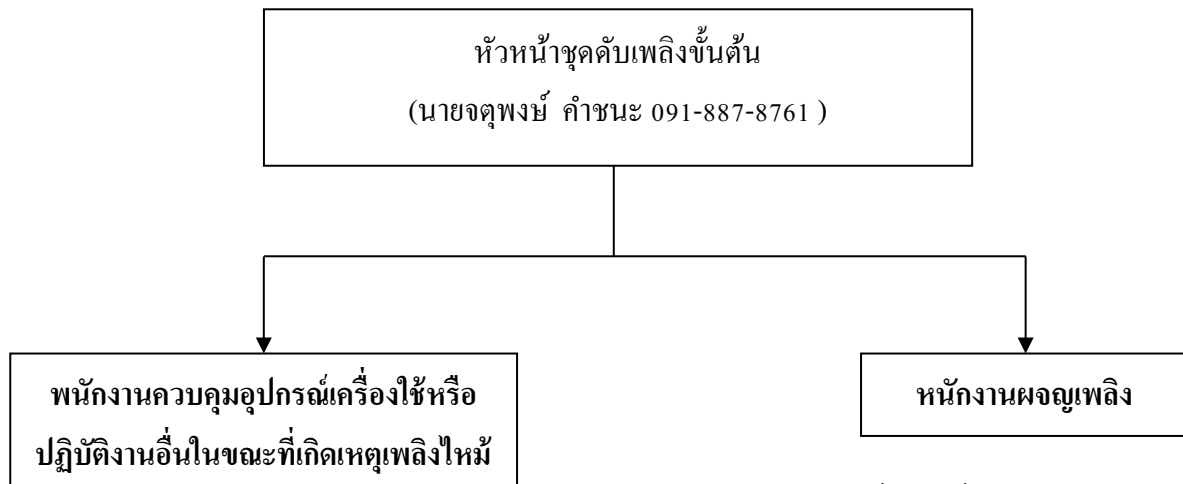 หัวหน้าชุดดับเพลิงขั้นต้น
(นายจตุพงษ์ คำชนะ 091-887-8761 )
พนักงานควบคุมอุปกรณ์เครื่องใช้หรือ
ปฏิบัติงานอื่นในขณะที่เกิดเหตุเพลิงไหม้
หนักงานผจญเพลิง